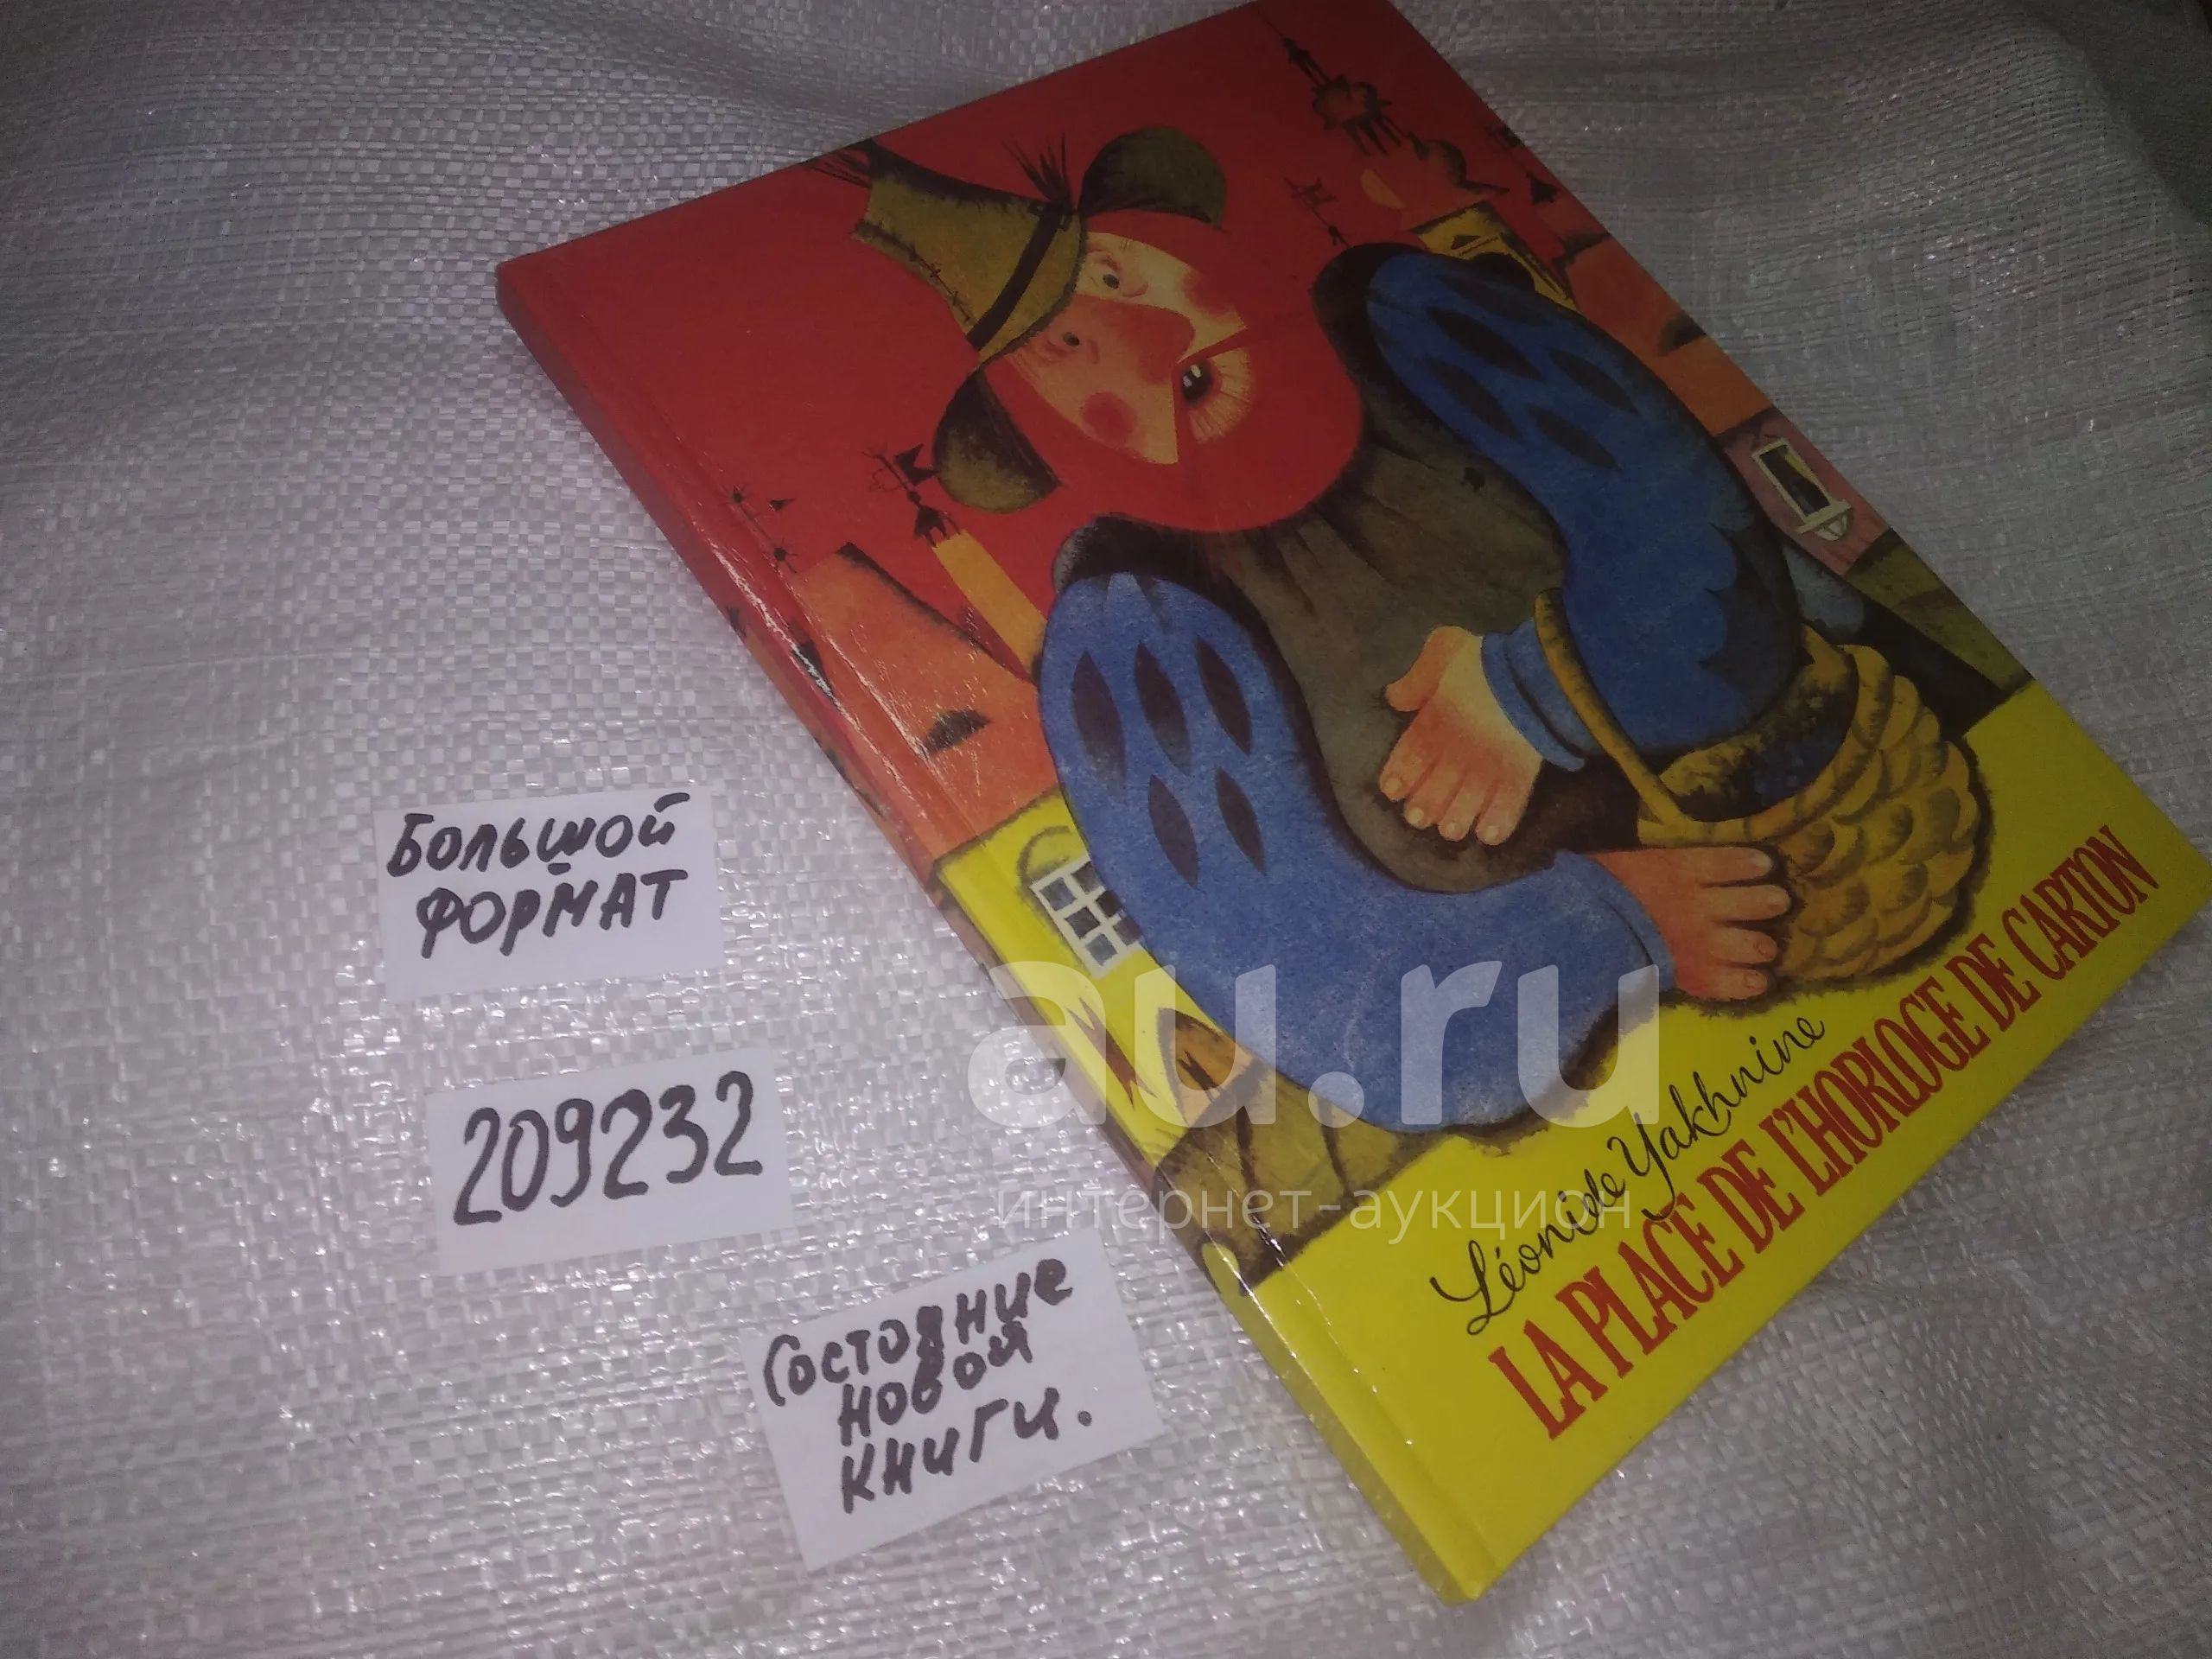 БОЛЬШОЙ
ФОРМАТ
209232
Состояние
новой
книги.
Léonide Yakhnine
LA PLACE DE L'HORLOGE DE CARTON
au.ru
интернет-аукцион